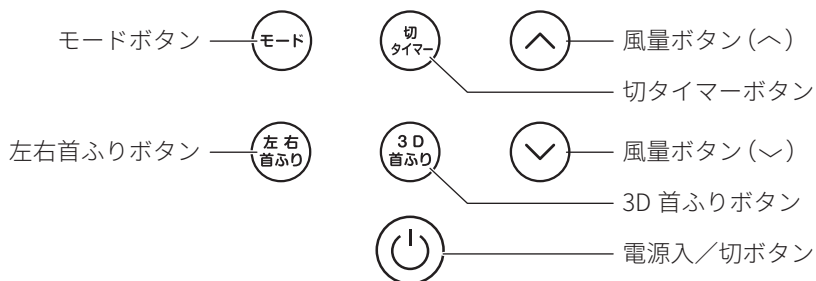 モードボタン
モード
切
タイマー
風量ボタン（︿）
切タイマーボタン
左右首ふりボタン
左右
首ふり
3D
首ふり
風量ボタン（﹀）
3D 首ふりボタン
電源入／切ボタン